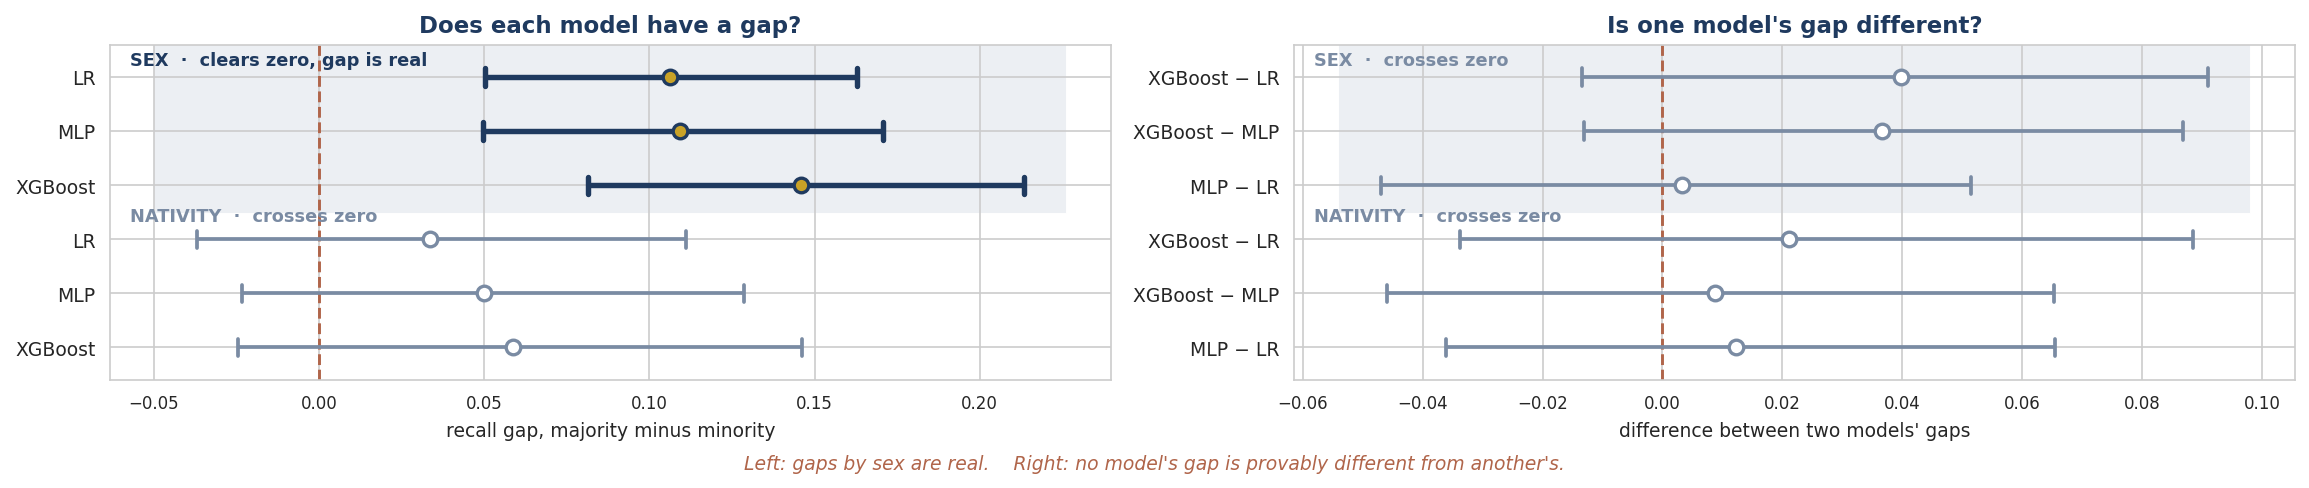 Does each model have a gap?
SEX · clears zero, gap is real
LR
MLP
XGBoost
NATIVITY · crosses zero
LR
MLP
XGBoost
−0.05 0.00 0.05 0.10 0.15 0.20
recall gap, majority minus minority
Is one model's gap different?
SEX · crosses zero
XGBoost − LR
XGBoost − MLP
MLP − LR
NATIVITY · crosses zero
XGBoost − LR
XGBoost − MLP
MLP − LR
−0.06 −0.04 −0.02 0.00 0.02 0.04 0.06 0.08 0.10
difference between two models' gaps
Left: gaps by sex are real. Right: no model's gap is provably different from another's.